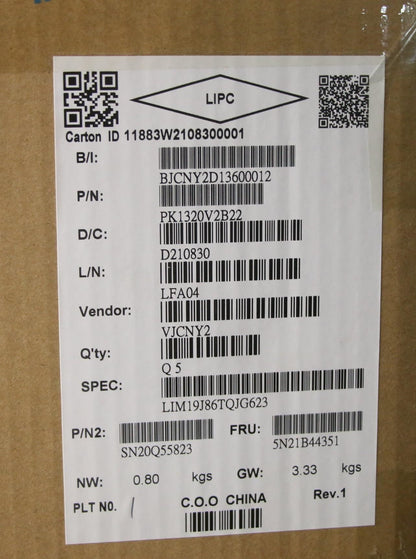 LIPC
Carton ID 11883W2108300001
B/I:
BJCNY2D13600012
P/N:
PK1320V2B22
D/C:
D210830
L/N:
LFA04
Vendor:
VJCNY2
Q'ty:
Q 5
SPEC:
LIM19J86TQJG623
P/N2: FRU:
SN20Q55823 5N21B44351
NW: 0.80 kgs GW: 3.33 kgs
PLT NO. / C.O.O CHINA Rev.1